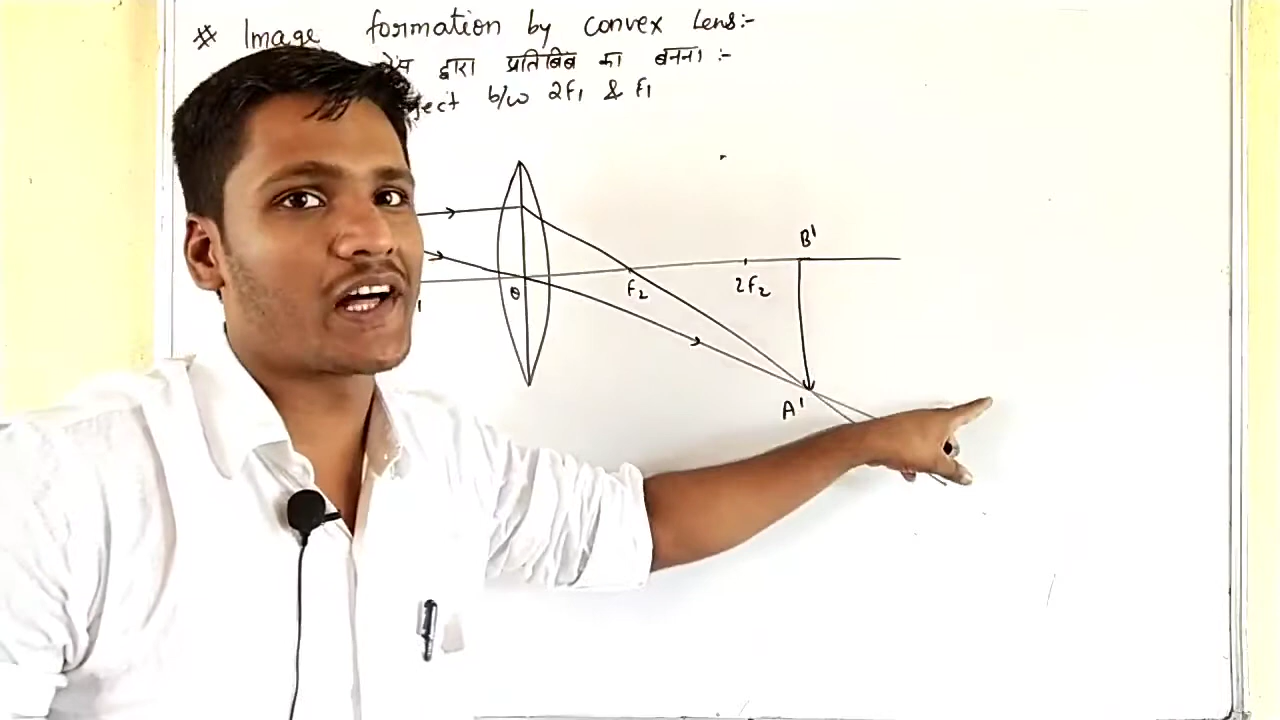 # Image formation by convex Lens:-
द्वारा प्रतिबिंब का बनना :-
b/w 2F₁ & F₁
B'
O
F₂
2F₂
A'